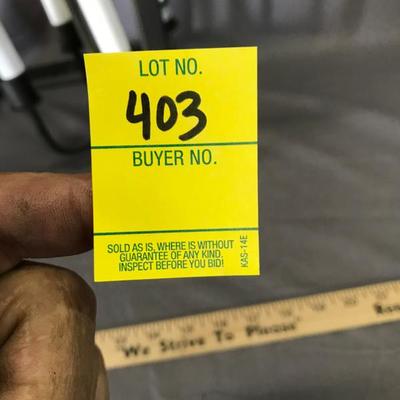 LOT NO.
403
BUYER NO.
SOLD AS IS, WHERE IS WITHOUT
GUARANTEE OF ANY KIND.
INSPECT BEFORE YOU BID!
KAS-14E
"We Strive To Please"